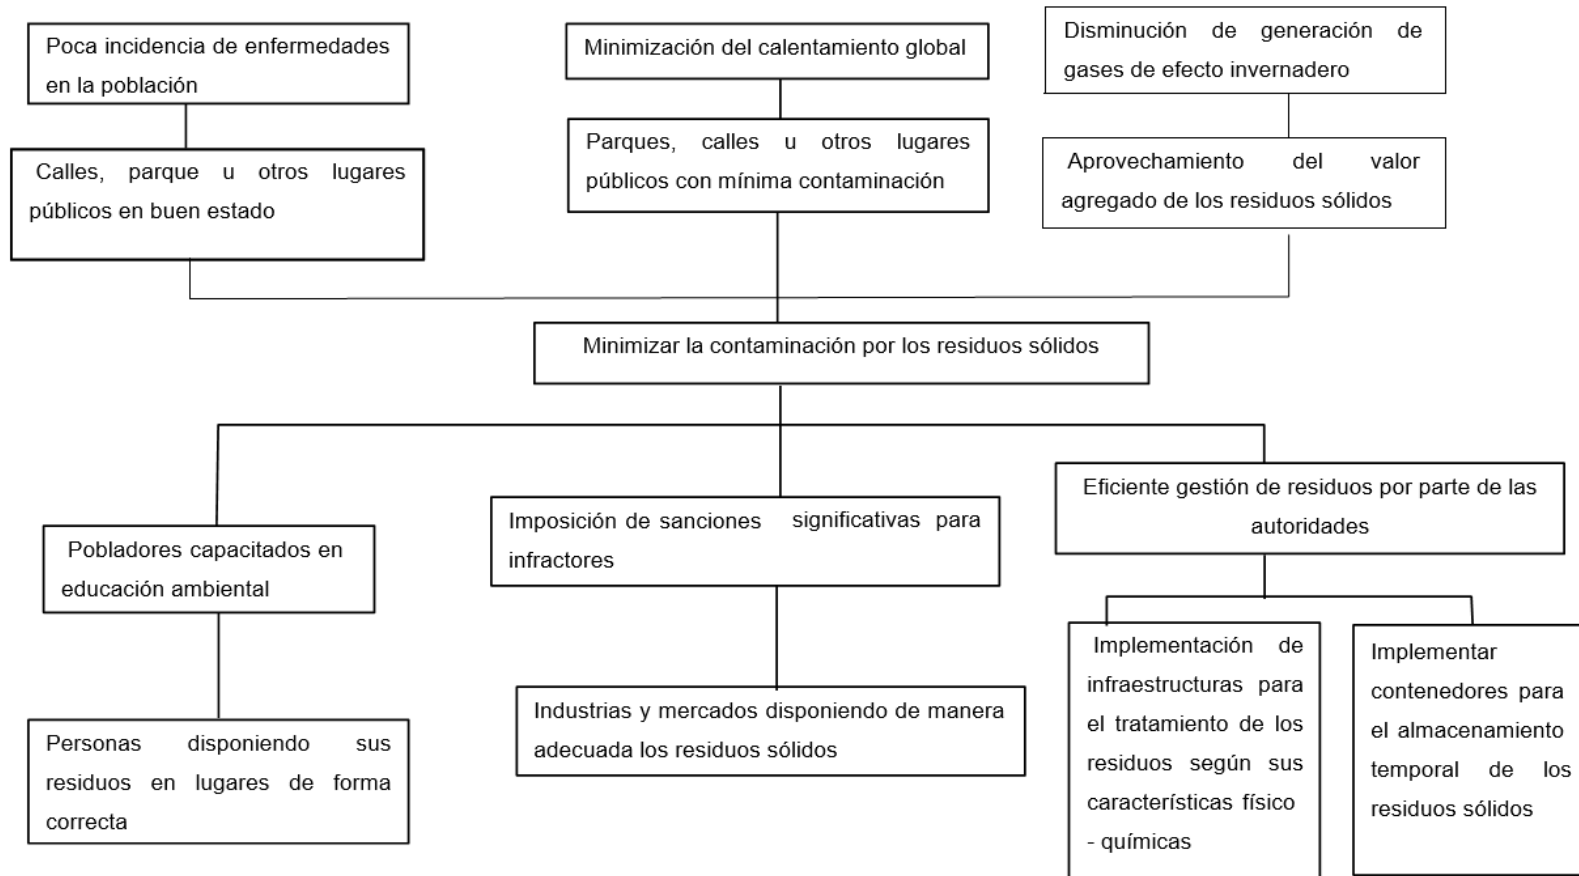 Poca incidencia de enfermedades
en la población
Minimización del calentamiento global
Disminución de generación de
gases de efecto invernadero
Calles, parque u otros lugares
públicos en buen estado
Parques, calles u otros lugares
públicos con mínima contaminación
Aprovechamiento del valor
agregado de los residuos sólidos
Minimizar la contaminación por los residuos sólidos
Pobladores capacitados en
educación ambiental
Imposición de sanciones significativas para
infractores
Eficiente gestión de residuos por parte de las
autoridades
Personas disponiendo sus
residuos en lugares de forma
correcta
Industrias y mercados disponiendo de manera
adecuada los residuos sólidos
Implementación de
infraestructuras para
el tratamiento de los
residuos según sus
características físico
- químicas
Implementar
contenedores para
el almacenamiento
temporal de los
residuos sólidos